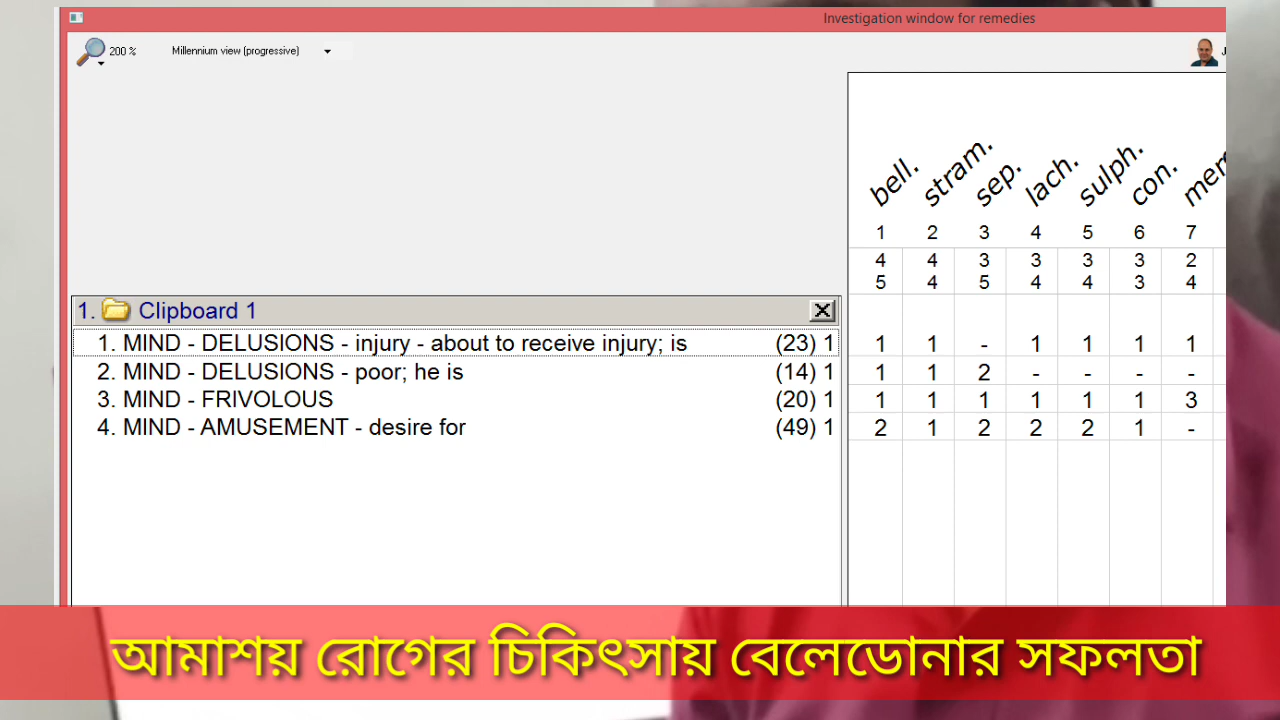 Investigation window for remedies
200 %
Millennium view (progressive)
bell. stram. sep. lach. sulph. con.
1 2 3 4 5 6 7
4 4 3 3 3 3 2
5 4 5 4 4 3 4
1. Clipboard 1
1. MIND - DELUSIONS - injury - about to receive injury; is (23) 1 1 1 - 1 1 1 1
2. MIND - DELUSIONS - poor; he is (14) 1 1 1 2 - - - -
3. MIND - FRIVOLOUS (20) 1 1 1 1 1 1 1 3
4. MIND - AMUSEMENT - desire for (49) 1 2 1 2 2 2 1 -
আমাশয় রোগের চিকিৎসায় বেলেডোনার সফলতা